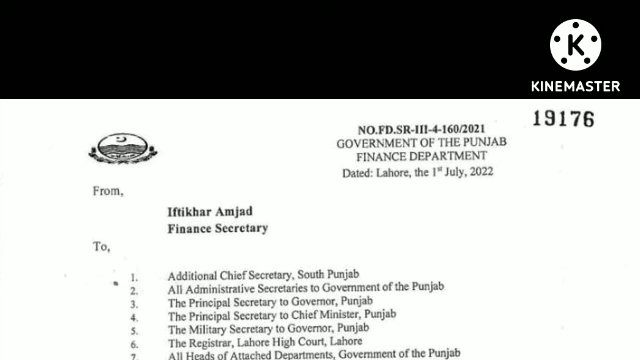 K
KINEMASTER
19176
NO.FD.SR-III-4-160/2021
GOVERNMENT OF THE PUNJAB
FINANCE DEPARTMENT
Dated: Lahore, the 1st July, 2022
From,
Iftikhar Amjad
Finance Secretary
To,
1. Additional Chief Secretary, South Punjab
2. All Administrative Secretaries to Government of the Punjab
3. The Principal Secretary to Governor, Punjab
4. The Principal Secretary to Chief Minister, Punjab
5. The Military Secretary to Governor, Punjab
6. The Registrar, Lahore High Court, Lahore
7. All Heads of Attached Departments, Government of the Punjab